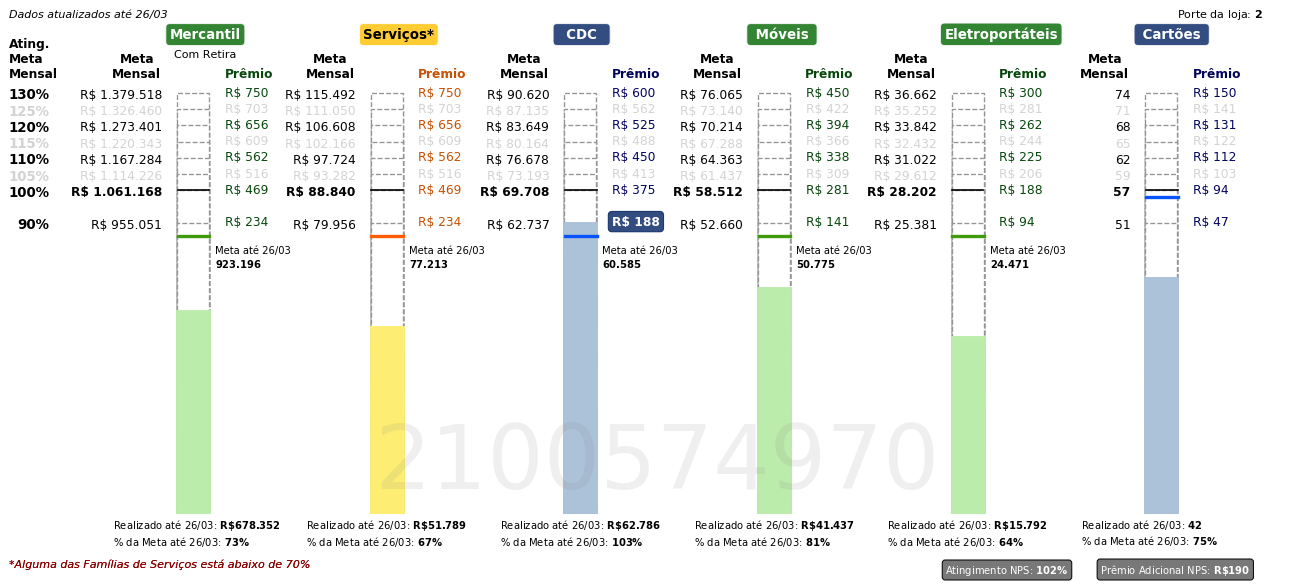 Dados atualizados até 26/03
Porte da loja: 2
Mercantil
Serviços*
CDC
Móveis
Eletroportáteis
Cartões
Com Retira
Ating. Meta Mensal
Meta Mensal Prêmio Meta Mensal Prêmio Meta Mensal Prêmio Meta Mensal Prêmio Meta Mensal Prêmio Meta Mensal Prêmio
130% R$ 1.379.518 R$ 750 R$ 115.492 R$ 750 R$ 90.620 R$ 600 R$ 76.065 R$ 450 R$ 36.662 R$ 300 74 R$ 150
125% R$ 1.326.460 R$ 703 R$ 111.050 R$ 703 R$ 87.135 R$ 562 R$ 73.140 R$ 422 R$ 35.252 R$ 281 71 R$ 141
120% R$ 1.273.401 R$ 656 R$ 106.608 R$ 656 R$ 83.649 R$ 525 R$ 70.214 R$ 394 R$ 33.842 R$ 262 68 R$ 131
115% R$ 1.220.343 R$ 609 R$ 102.166 R$ 609 R$ 80.164 R$ 488 R$ 67.288 R$ 366 R$ 32.432 R$ 244 65 R$ 122
110% R$ 1.167.284 R$ 562 R$ 97.724 R$ 562 R$ 76.678 R$ 450 R$ 64.363 R$ 338 R$ 31.022 R$ 225 62 R$ 112
105% R$ 1.114.226 R$ 516 R$ 93.282 R$ 516 R$ 73.193 R$ 413 R$ 61.437 R$ 309 R$ 29.612 R$ 206 59 R$ 103
100% R$ 1.061.168 R$ 469 R$ 88.840 R$ 469 R$ 69.708 R$ 375 R$ 58.512 R$ 281 R$ 28.202 R$ 188 57 R$ 94
90% R$ 955.051 R$ 234 R$ 79.956 R$ 234 R$ 62.737 R$ 188 R$ 52.660 R$ 141 R$ 25.381 R$ 94 51 R$ 47
Meta até 26/03 Meta até 26/03 Meta até 26/03 Meta até 26/03 Meta até 26/03
923.196 77.213 60.585 50.775 24.471
2100574970
Realizado até 26/03: R$678.352 Realizado até 26/03: R$51.789 Realizado até 26/03: R$62.786 Realizado até 26/03: R$41.437 Realizado até 26/03: R$15.792 Realizado até 26/03: 42
% da Meta até 26/03: 73% % da Meta até 26/03: 67% % da Meta até 26/03: 103% % da Meta até 26/03: 81% % da Meta até 26/03: 64% % da Meta até 26/03: 75%
*Alguma das Famílias de Serviços está abaixo de 70%
Atingimento NPS: 102%
Prêmio Adicional NPS: R$190